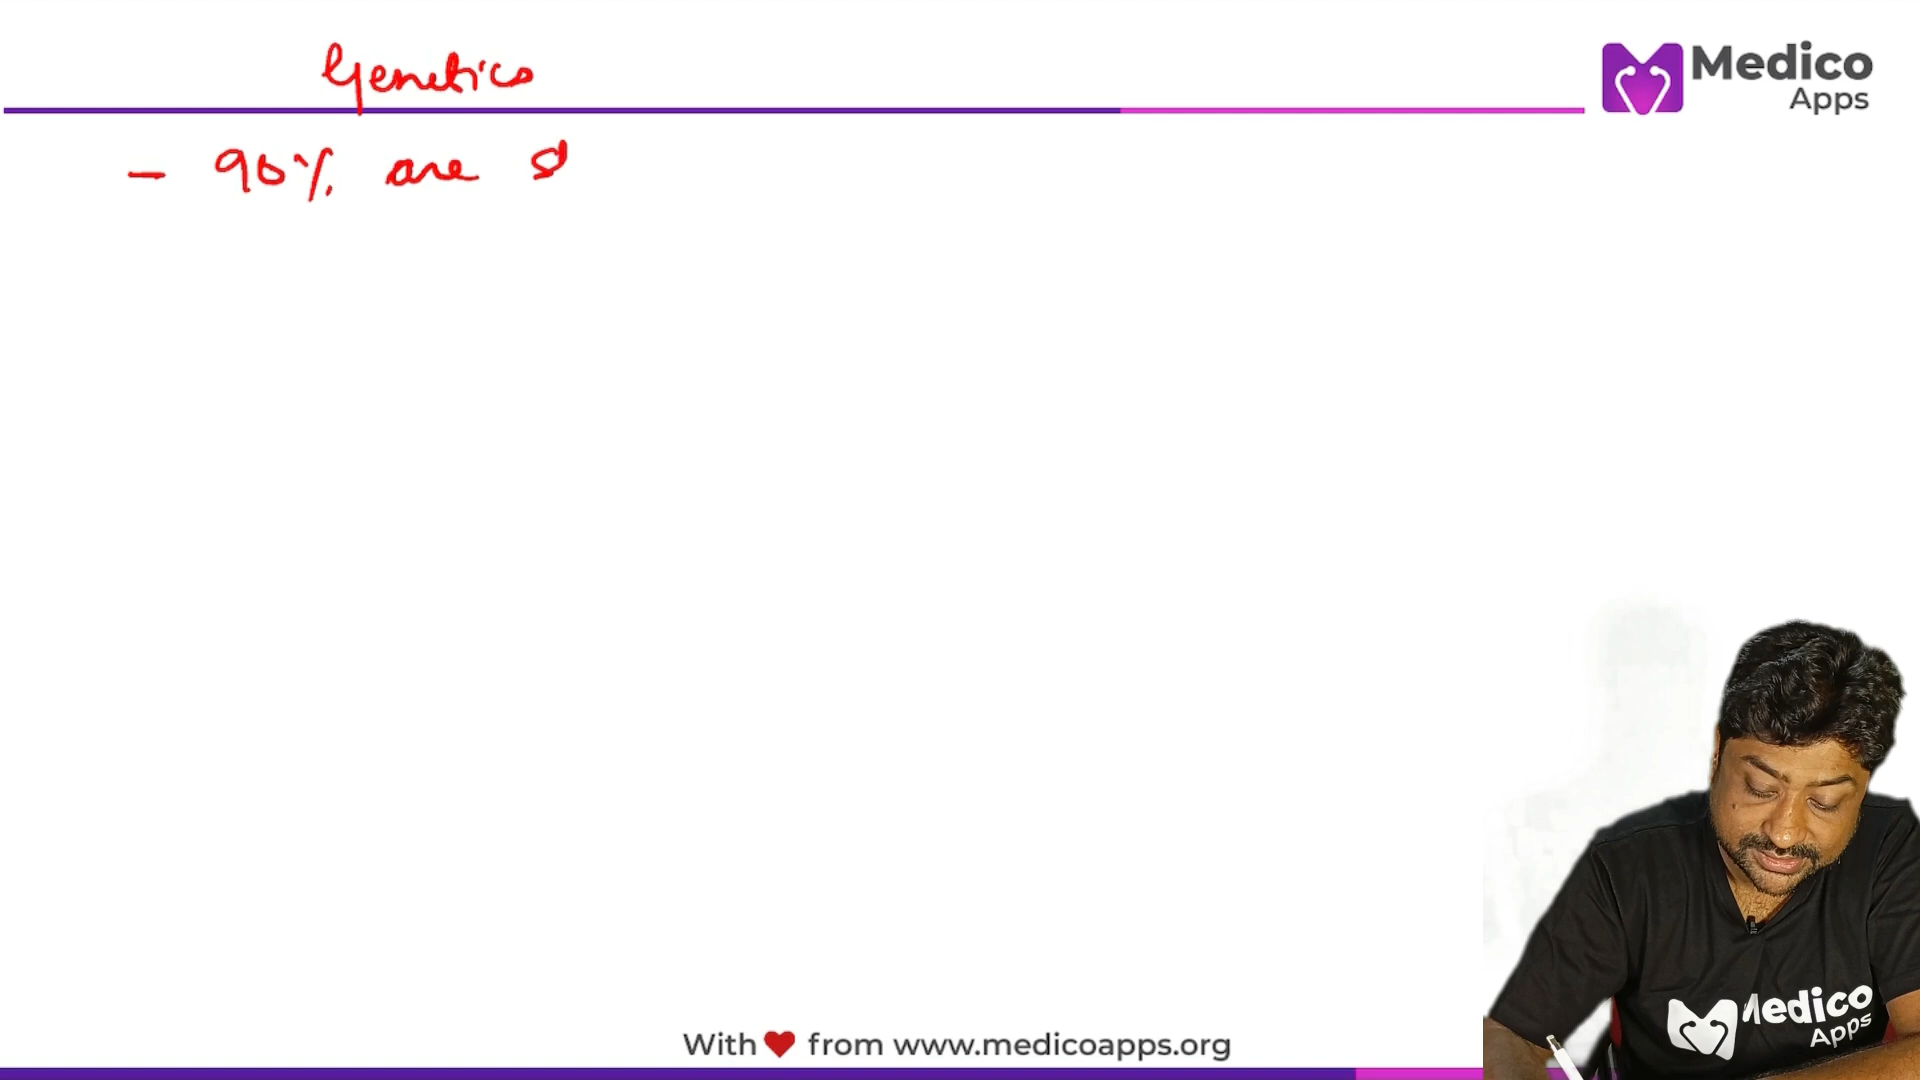 Genetics
Medico
Apps
- 90% are s
Medico
Apps
With ❤ from www.medicoapps.org